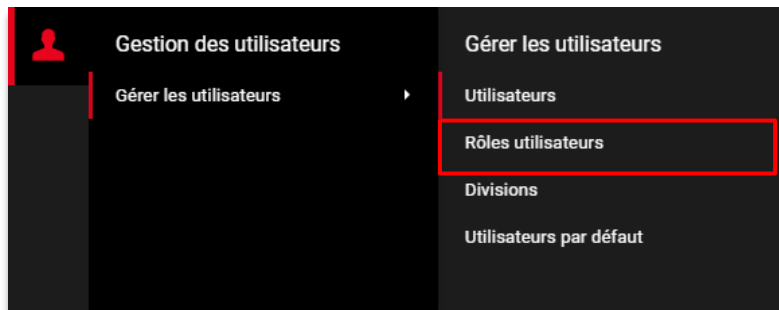 Gestion des utilisateurs
Gérer les utilisateurs
Gérer les utilisateurs
Utilisateurs
Rôles utilisateurs
Divisions
Utilisateurs par défaut